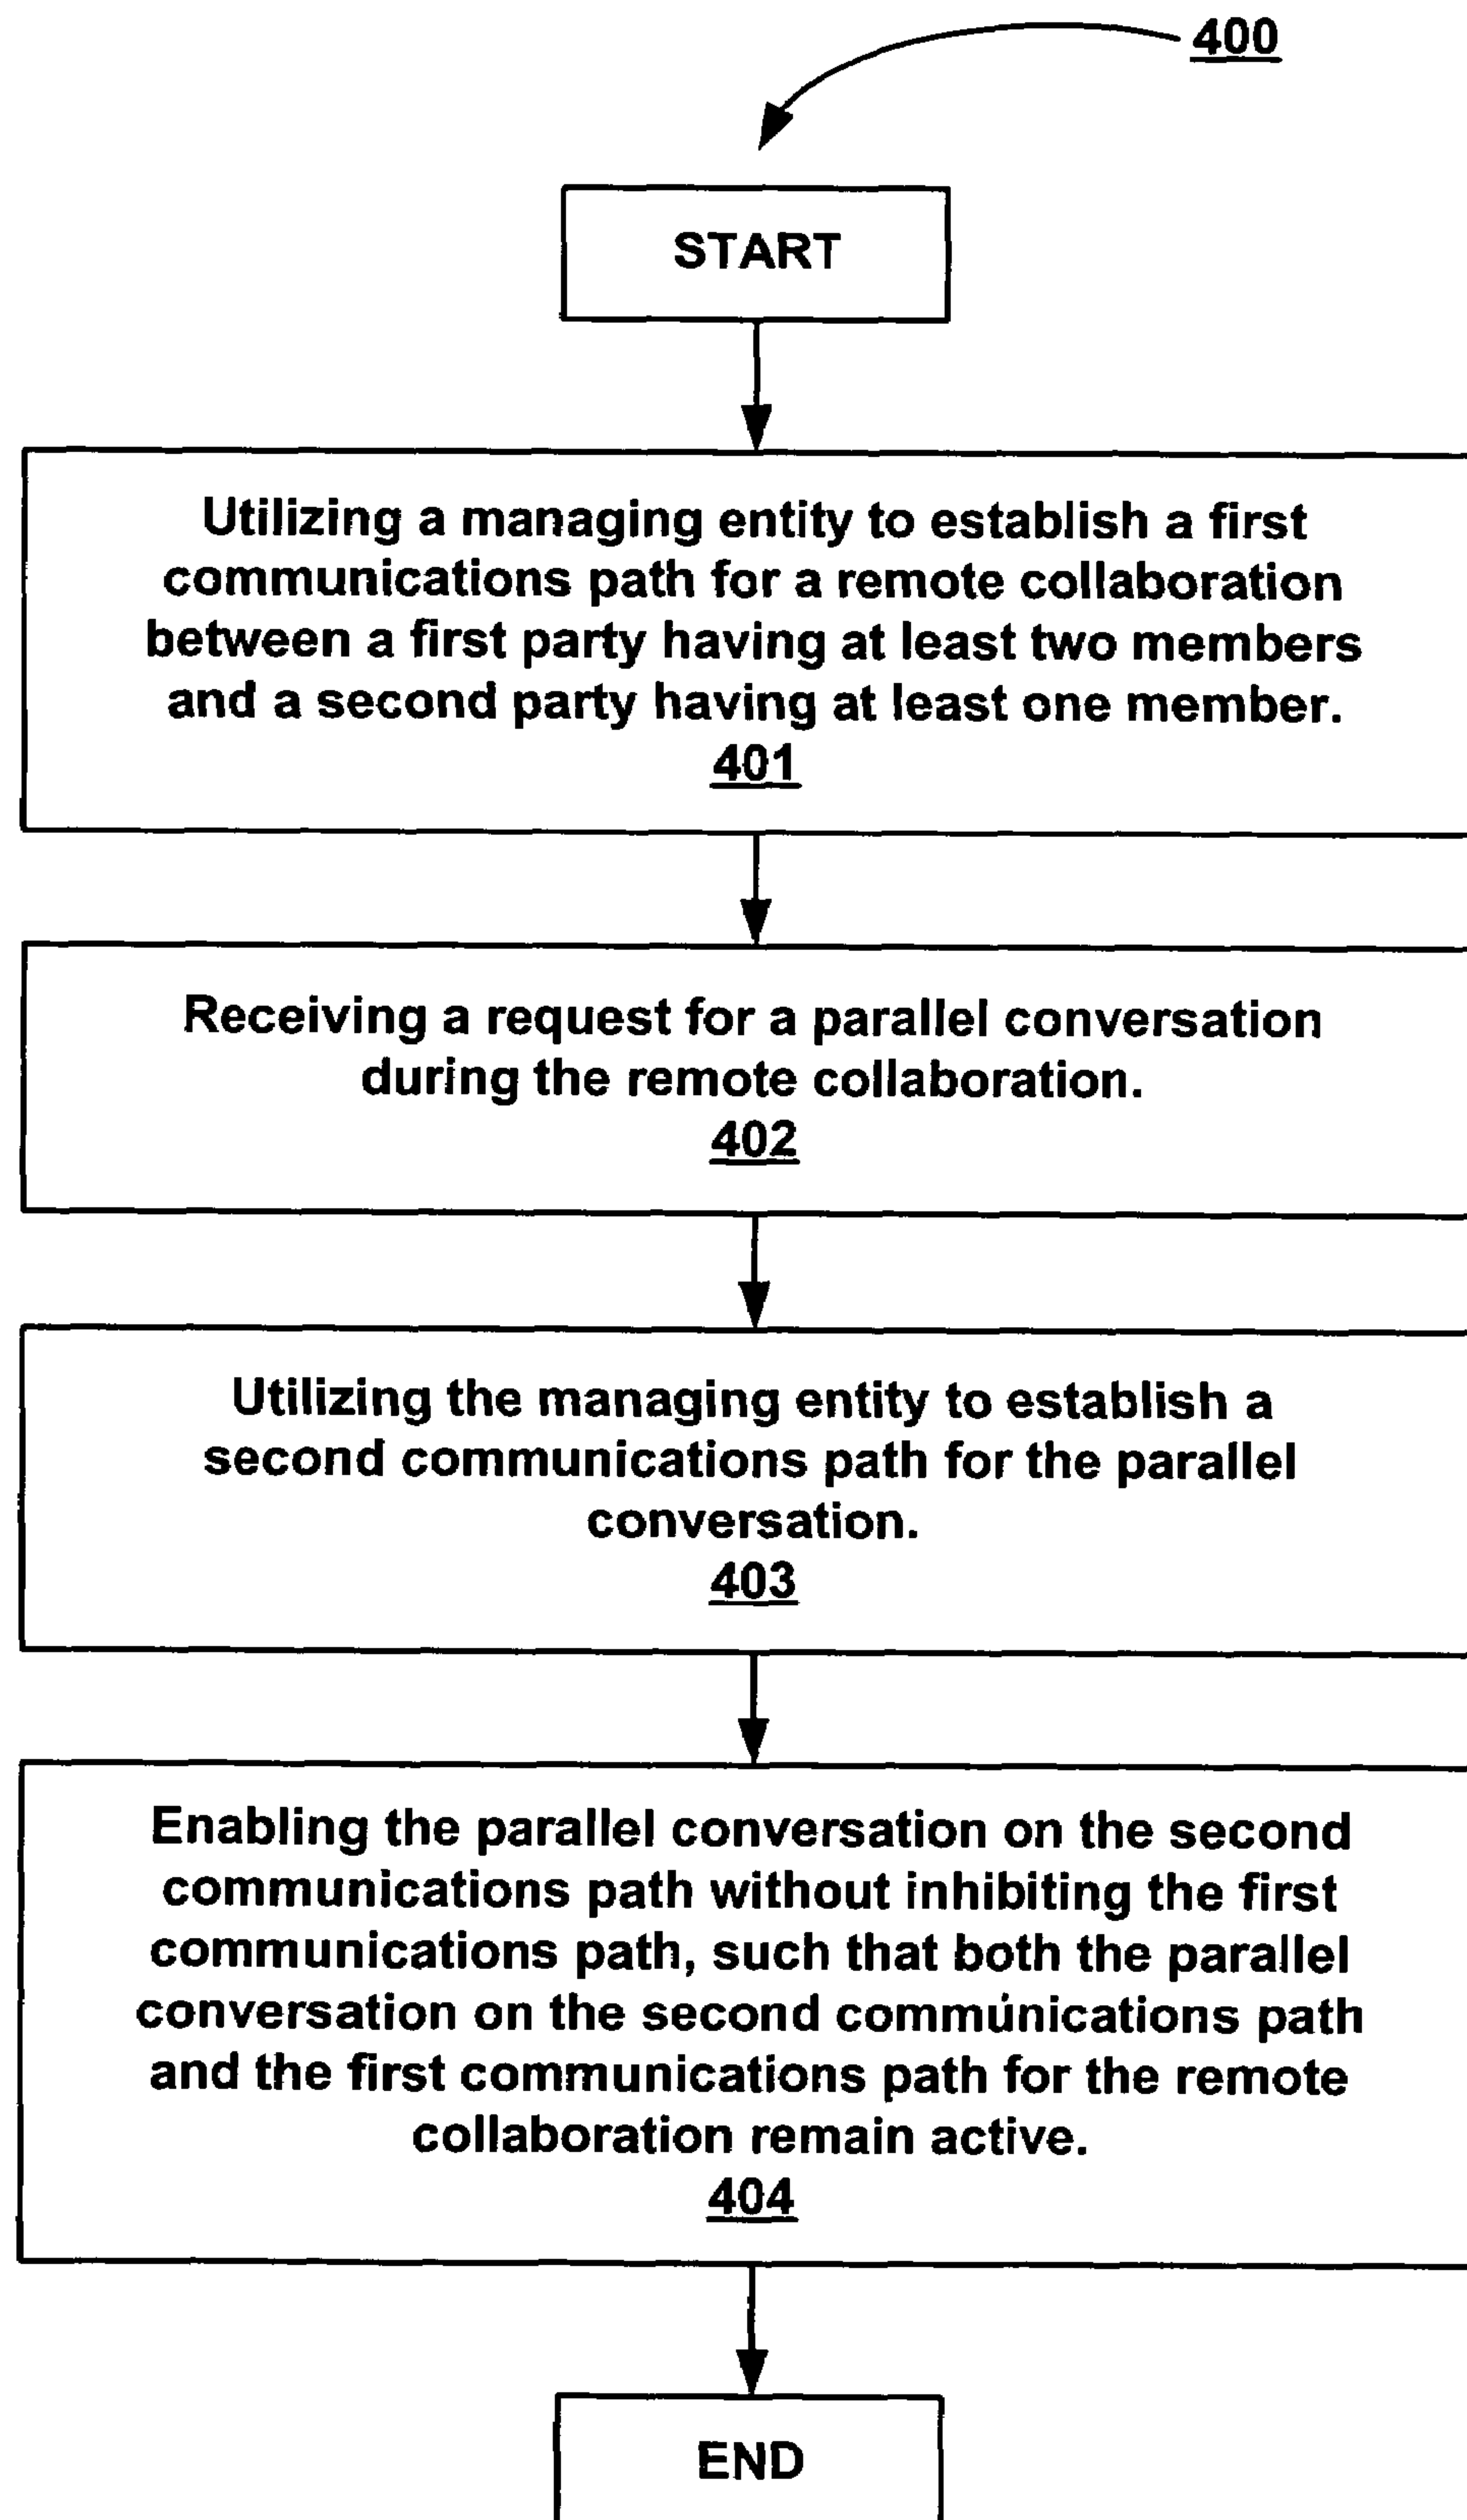 400
START
Utilizing a managing entity to establish a first
communications path for a remote collaboration
between a first party having at least two members
and a second party having at least one member.
401
Receiving a request for a parallel conversation
during the remote collaboration.
402
Utilizing the managing entity to establish a
second communications path for the parallel
conversation.
403
Enabling the parallel conversation on the second
communications path without inhibiting the first
communications path, such that both the parallel
conversation on the second communications path
and the first communications path for the remote
collaboration remain active.
404
END